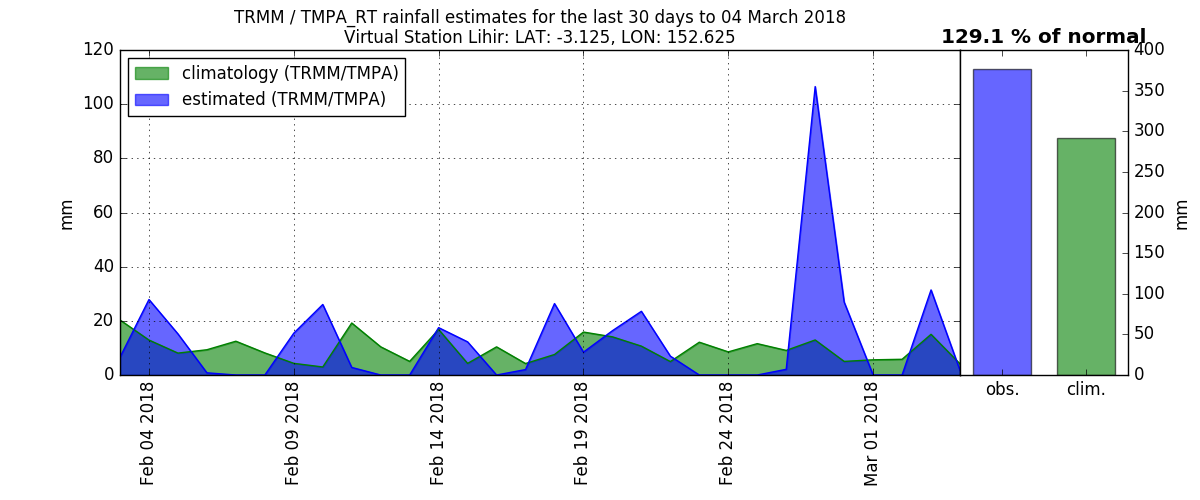 TRMM / TMPA_RT rainfall estimates for the last 30 days to 04 March 2018
Virtual Station Lihir: LAT: -3.125, LON: 152.625
129.1 % of normal
climatology (TRMM/TMPA)
estimated (TRMM/TMPA)
mm
120
100
80
60
40
20
0
Feb 04 2018
Feb 09 2018
Feb 14 2018
Feb 19 2018
Feb 24 2018
Mar 01 2018
obs.
clim.
400
350
300
250
200
150
100
50
0
mm